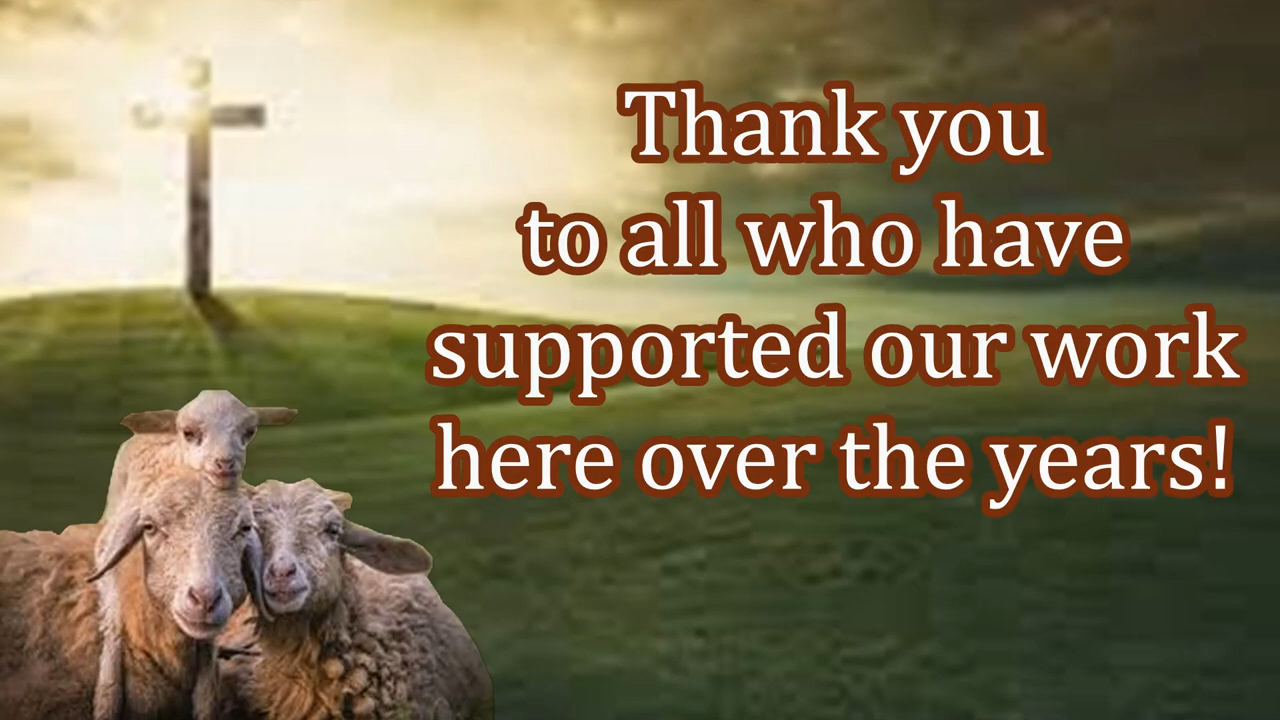 Thank you
to all who have
supported our work
here over the years!